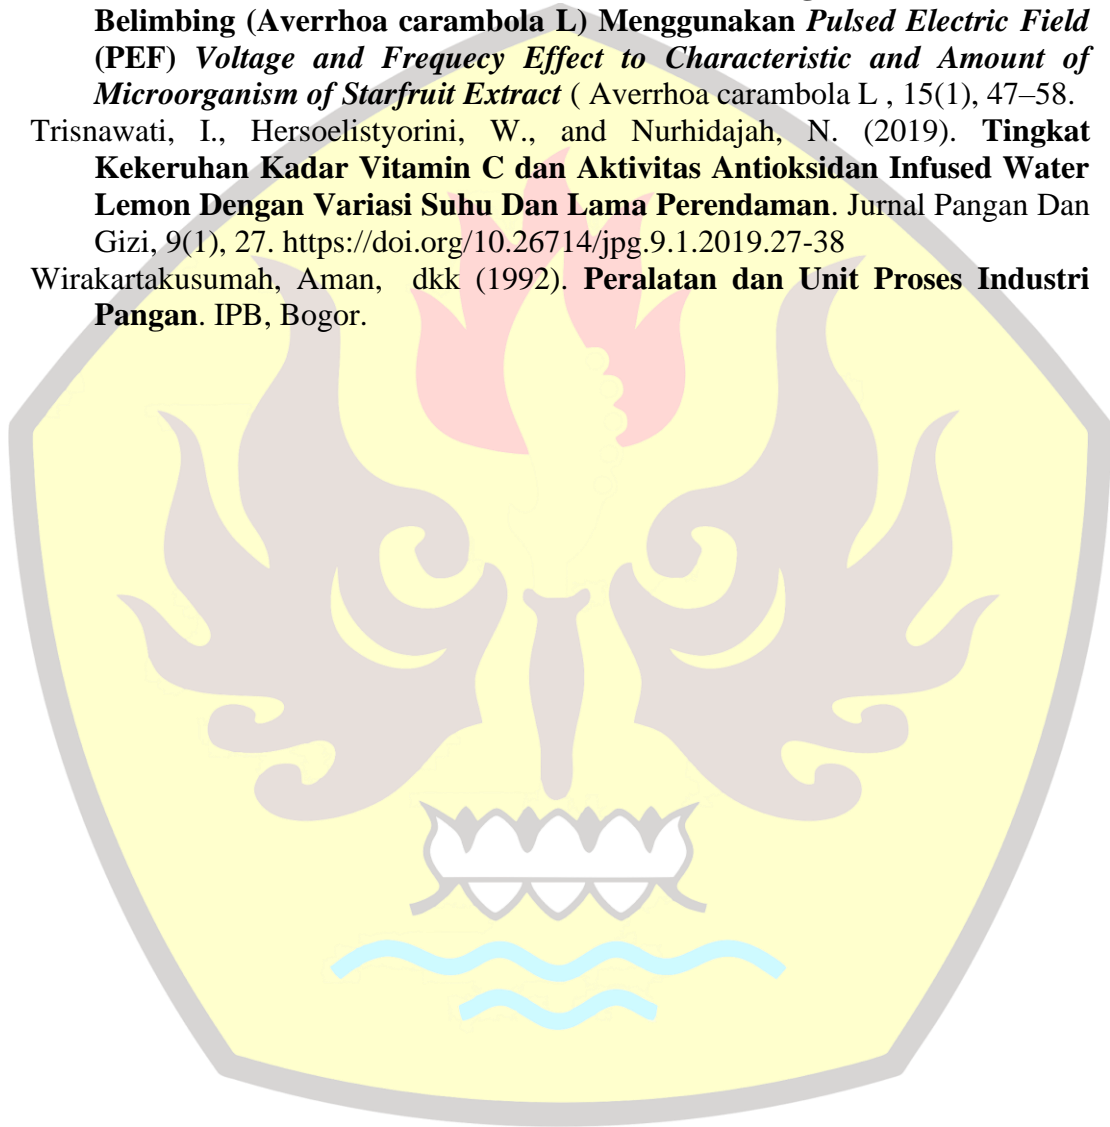 Belimbing (Averrhoa carambola L) Menggunakan Pulsed Electric Field
(PEF) Voltage and Frequecy Effect to Characteristic and Amount of
Microorganism of Starfruit Extract ( Averrhoa carambola L , 15(1), 47–58.
Trisnawati, I., Hersoelistyorini, W., and Nurhidajah, N. (2019). Tingkat
Kekeruhan Kadar Vitamin C dan Aktivitas Antioksidan Infused Water
Lemon Dengan Variasi Suhu Dan Lama Perendaman. Jurnal Pangan Dan
Gizi, 9(1), 27. https://doi.org/10.26714/jpg.9.1.2019.27-38
Wirakartakusumah, Aman, dkk (1992). Peralatan dan Unit Proses Industri
Pangan. IPB, Bogor.